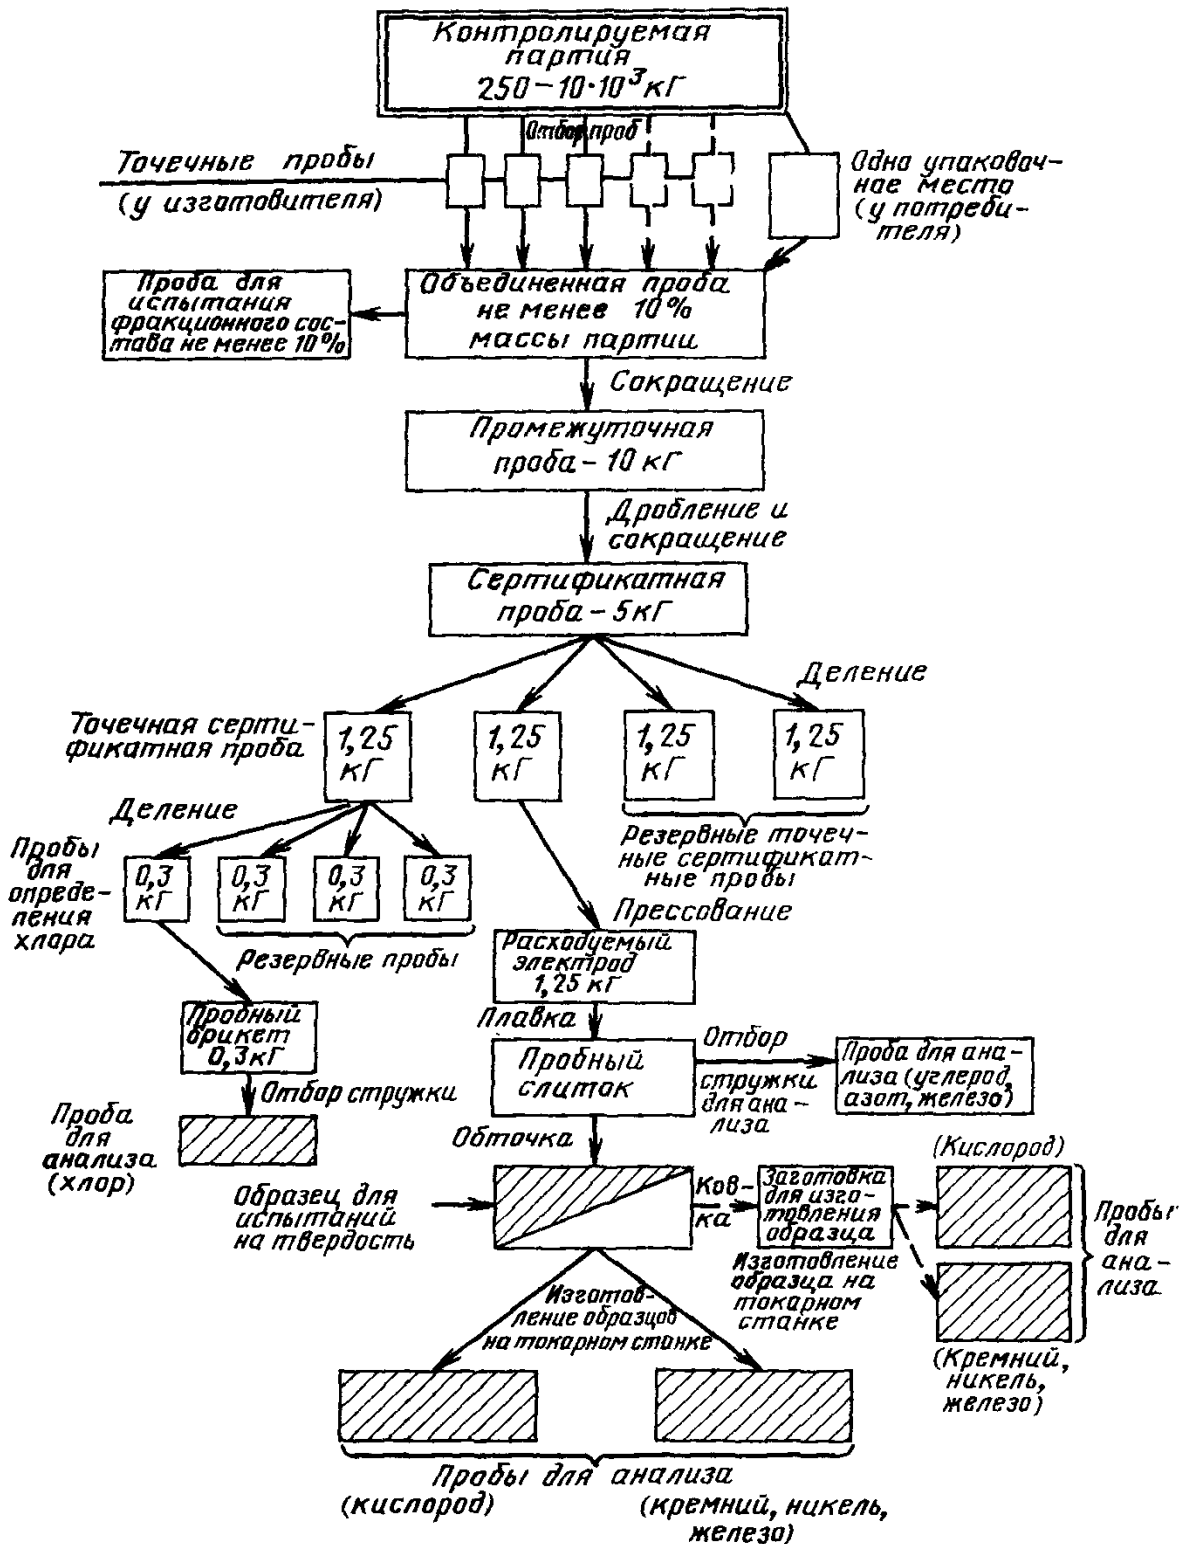 Контролируемая
партия
250–10·10³ кГ
Отбор проб
Точечные пробы
(у изготовителя)
Одно упаковоч-
ное место
(у потреби-
теля)
Проба для
испытания
фракционного сос-
тава не менее 10%
Объединенная проба
не менее 10%
массы партии
Сокращение
Промежуточная
проба – 10 кГ
Дробление и
сокращение
Сертификатная
проба – 5кГ
Деление
Точечная серти-
фикатная проба
1,25
кГ
1,25
кГ
1,25
кГ
1,25
кГ
Деление
Резервные точеч-
ные сертификат-
ные пробы
Пробы
для
опреде-
ления
хлора
0,3
кГ
0,3
кГ
0,3
кГ
0,3
кГ
Резервные пробы
Прессование
Расходуемый
электрод
1,25 кГ
Плавка
Пробный
брикет
0,3кГ
Отбор стружки
Проба
для
анализа
(хлор)
Пробный
слиток
Отбор
стружки
для ана-
лиза
Проба для ана-
лиза (углерод,
азот, железо)
Обточка
Образец для
испытаний
на твердость
Ков-
ка
Заготовка
для изго-
товления
образца
Изготовление
образца на
токарном
станке
(Кислород)
Пробы
для
ана-
лиза
(Кремний,
никель,
железо)
Изготов-
ление образцов
на токарном станке
Пробы для анализа
(кислород)
(кремний, никель,
железо)